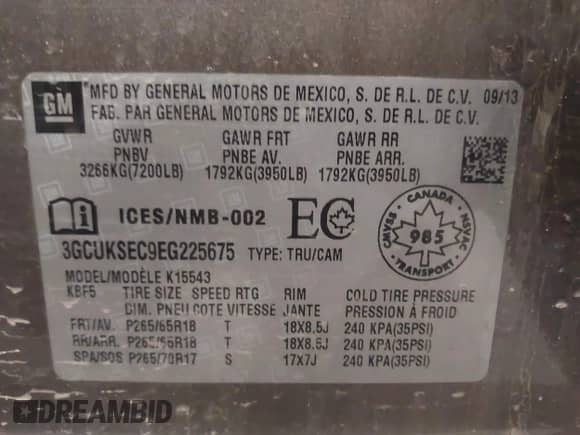 GM
MFD BY GENERAL MOTORS DE MEXICO, S. DE R.L. DE C.V. 09/13
FAB. PAR GENERAL MOTORS DE MEXICO, S. DE R.L. DE C.V.
GVWR GAWR FRT GAWR RR
PNBV PNBE AV. PNBE ARR.
3266KG(7200LB) 1792KG(3950LB) 1792KG(3950LB)
ICES/NMB-002 EC
CANADA
CMVSS 985 NSVAC
TRANSPORT
3GCUKSEC9EG225675 TYPE: TRU/CAM
MODEL/MODÈLE K15543
KBF5 TIRE SIZE SPEED RTG RIM COLD TIRE PRESSURE
DIM. PNEU COTE VITESSE JANTE PRESSION À FROID
FRT/AV. P265/65R18 T 18X8.5J 240 KPA(35PSI)
RR/ARR. P265/65R18 T 18X8.5J 240 KPA(35PSI)
SPA/SOS P265/70R17 S 17X7J 240 KPA(35PSI)
DREAMBID